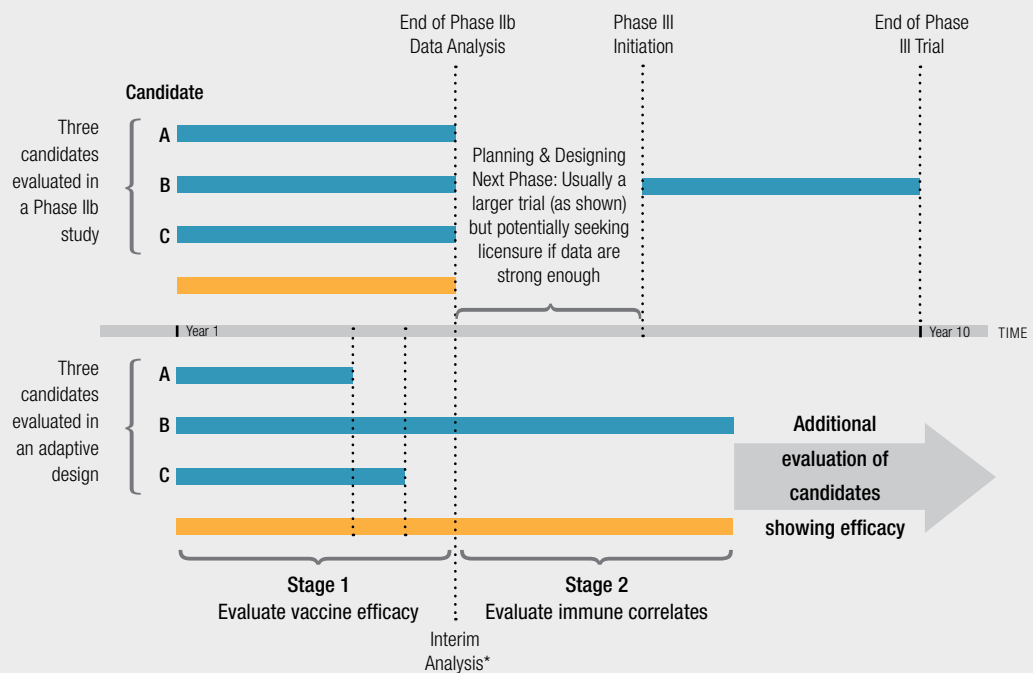 End of Phase IIb
Data Analysis
Phase III
Initiation
End of Phase
III Trial
Candidate
Three
candidates
evaluated in
a Phase IIb
study
A
B
C
Planning & Designing
Next Phase: Usually a
larger trial (as shown)
but potentially seeking
licensure if data are
strong enough
Year 1
Year 10
TIME
Three
candidates
evaluated in
an adaptive
design
A
B
C
Additional
evaluation of
candidates
showing efficacy
Stage 1
Evaluate vaccine efficacy
Stage 2
Evaluate immune correlates
Interim
Analysis*